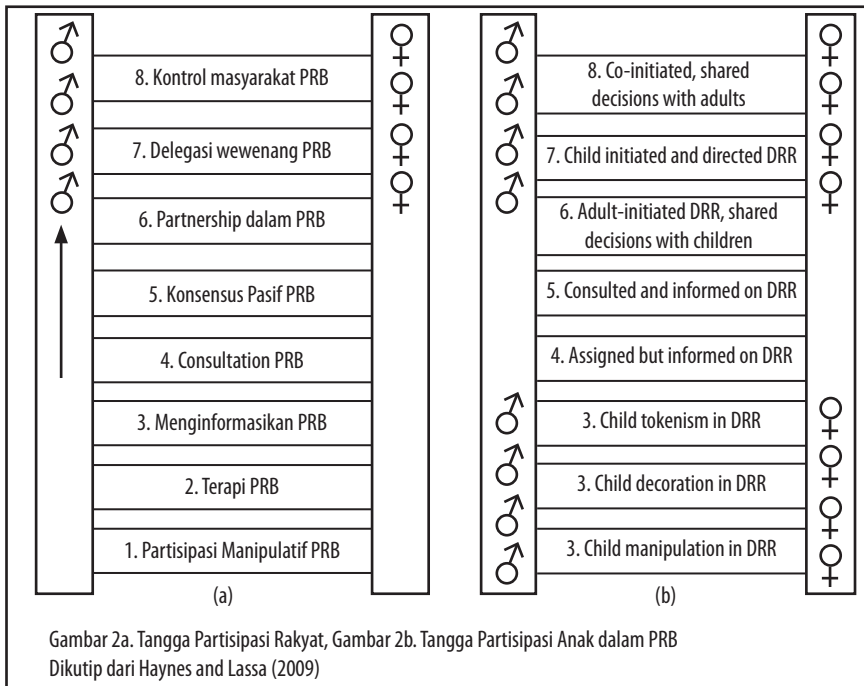 8. Kontrol masyarakat PRB
7. Delegasi wewenang PRB
6. Partnership dalam PRB
5. Konsensus Pasif PRB
4. Consultation PRB
3. Menginformasikan PRB
2. Terapi PRB
1. Partisipasi Manipulatif PRB
(a)
8. Co-initiated, shared
decisions with adults
7. Child initiated and directed DRR
6. Adult-initiated DRR, shared
decisions with children
5. Consulted and informed on DRR
4. Assigned but informed on DRR
3. Child tokenism in DRR
3. Child decoration in DRR
3. Child manipulation in DRR
(b)
Gambar 2a. Tangga Partisipasi Rakyat, Gambar 2b. Tangga Partisipasi Anak dalam PRB
Dikutip dari Haynes and Lassa (2009)